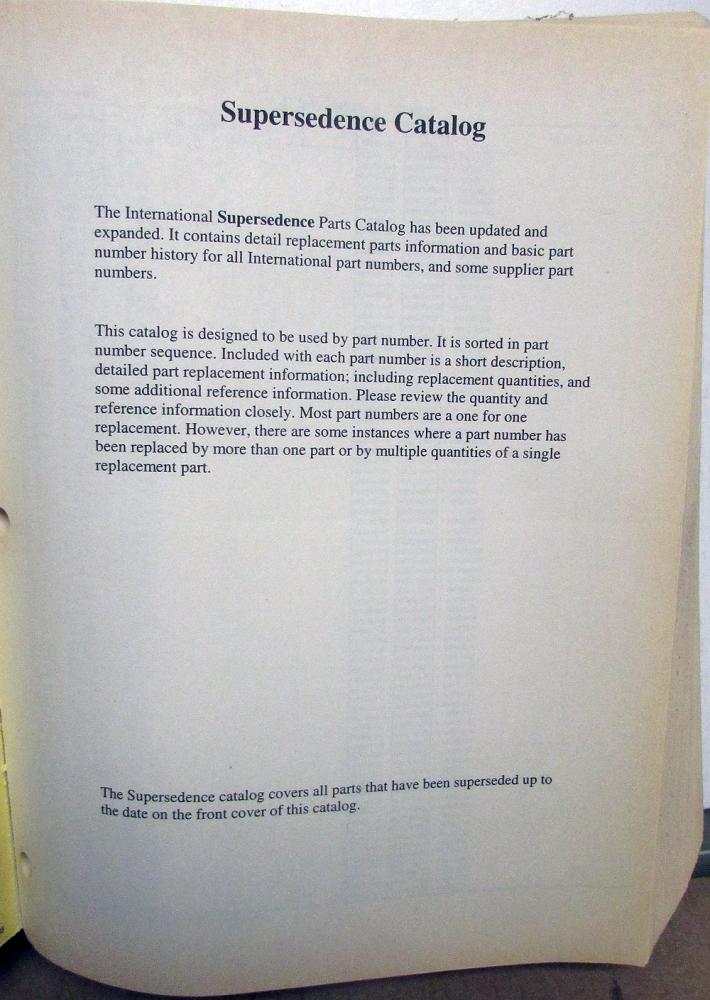 Supersedence Catalog
The International Supersedence Parts Catalog has been updated and
expanded. It contains detail replacement parts information and basic part
number history for all International part numbers, and some supplier part
numbers.
This catalog is designed to be used by part number. It is sorted in part
number sequence. Included with each part number is a short description,
detailed part replacement information; including replacement quantities, and
some additional reference information. Please review the quantity and
reference information closely. Most part numbers are a one for one
replacement. However, there are some instances where a part number has
been replaced by more than one part or by multiple quantities of a single
replacement part.
The Supersedence catalog covers all parts that have been superseded up to
the date on the front cover of this catalog.